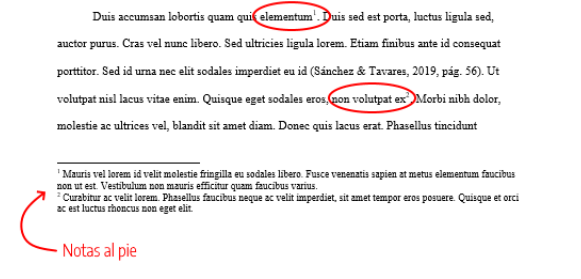 Duis accumsan lobortis quam quis elementum¹. Duis sed est porta, luctus ligula sed,
auctor purus. Cras vel nunc libero. Sed ultricies ligula lorem. Etiam finibus ante id consequat
porttitor. Sed id urna nec elit sodales imperdiet eu id (Sánchez & Tavares, 2019, pág. 56). Ut
volutpat nisl lacus vitae enim. Quisque eget sodales eros, non volutpat ex². Morbi nibh dolor,
molestie ac ultrices vel, blandit sit amet diam. Donec quis lacus erat. Phasellus tincidunt
¹ Mauris vel lorem id velit molestie fringilla eu sodales libero. Fusce venenatis sapien at metus elementum faucibus
non ut est. Vestibulum non mauris efficitur quam faucibus varius.
² Curabitur ac velit lorem. Phasellus faucibus neque ac velit imperdiet, sit amet tempor eros posuere. Quisque et orci
ac est luctus rhoncus non eget elit.
Notas al pie